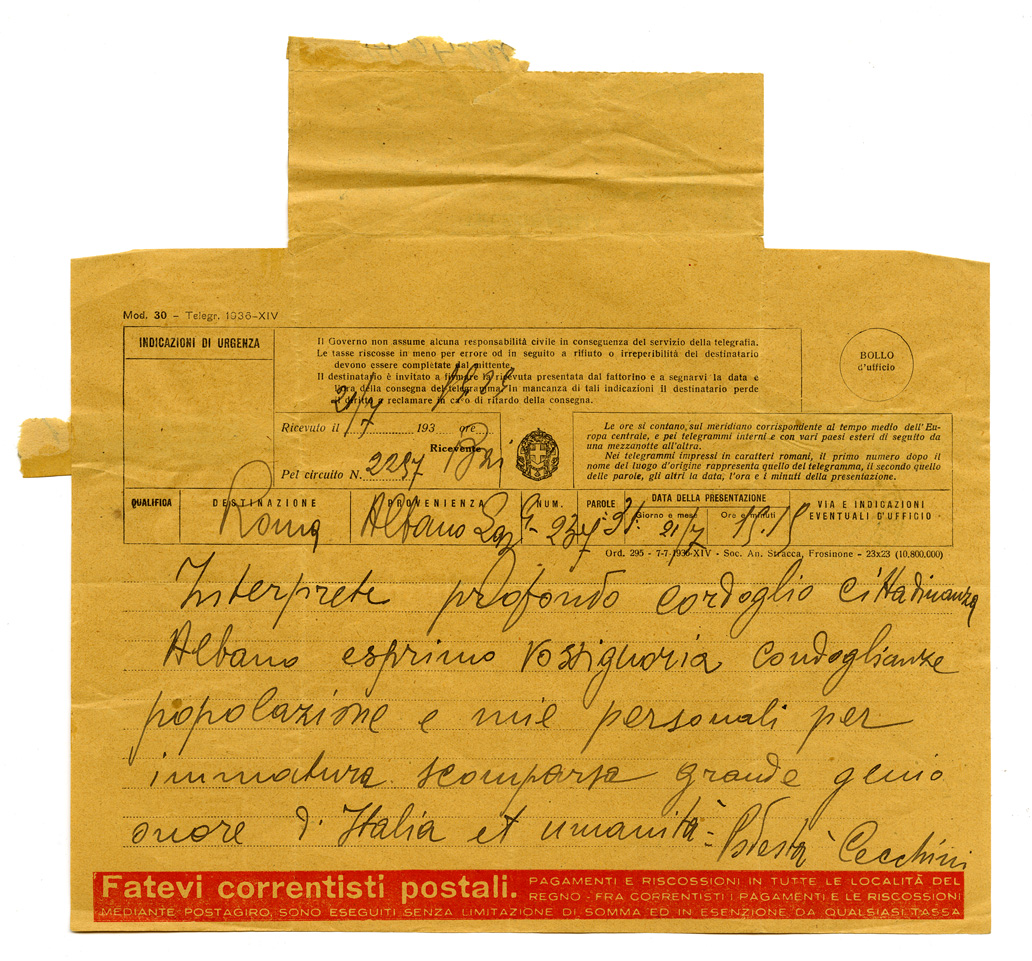 Mod. 30 - Telegr. 1936-XIV
INDICAZIONI DI URGENZA
Il Governo non assume alcuna responsabilità civile in conseguenza del servizio della telegrafia.
Le tasse riscosse in meno per errore od in seguito a rifiuto o irreperibilità del destinatario
devono essere completate dal mittente.
Il destinatario è invitato a firmare la ricevuta presentata dal fattorino e a segnarvi la data e
l'ora della consegna del telegramma. In mancanza di tali indicazioni Il destinatario perde
il diritto a reclamare in caso di ritardo della consegna.
BOLLO
d'ufficio
Ricevuto il 21/7 193 ore
Ricevente
Pel circuito N. 2297
Le ore si contano sul meridiano corrispondente al tempo medio dell'Eu-
ropa centrale, e pei telegrammi interni e con vari paesi esteri di seguito da
una mezzanotte all'altra.
Nei telegrammi impressi in caratteri romani, il primo numero dopo il
nome del luogo d'origine rappresenta quello del telegramma, il secondo quello
delle parole, gli altri la data, l'ora e i minuti della presentazione.
QUALIFICA DESTINAZIONE PROVENIENZA NUM. PAROLE DATA DELLA PRESENTAZIONE VIA E INDICAZIONI
Giorno e mese Ore e minuti EVENTUALI D'UFFICIO
Roma Albano Laz 237 31 21/7 19.15
Ord. 295 - 7-7-1936-XIV - Soc. An. Stracca, Frosinone - 23x23 (10.800.000)
Interprete profondo cordoglio cittadinanza
Albano esprimo Vossignoria condoglianze
popolazione e mie personali per
immatura scomparsa grande genio
onore d'Italia et umanità =
Podestà Cecchini
Fatevi correntisti postali. PAGAMENTI E RISCOSSIONI IN TUTTE LE LOCALITÀ DEL
REGNO - FRA CORRENTISTI I PAGAMENTI E LE RISCOSSIONI
MEDIANTE POSTAGIRO, SONO ESEGUITI SENZA LIMITAZIONE DI SOMMA ED IN ESENZIONE DA QUALSIASI TASSA